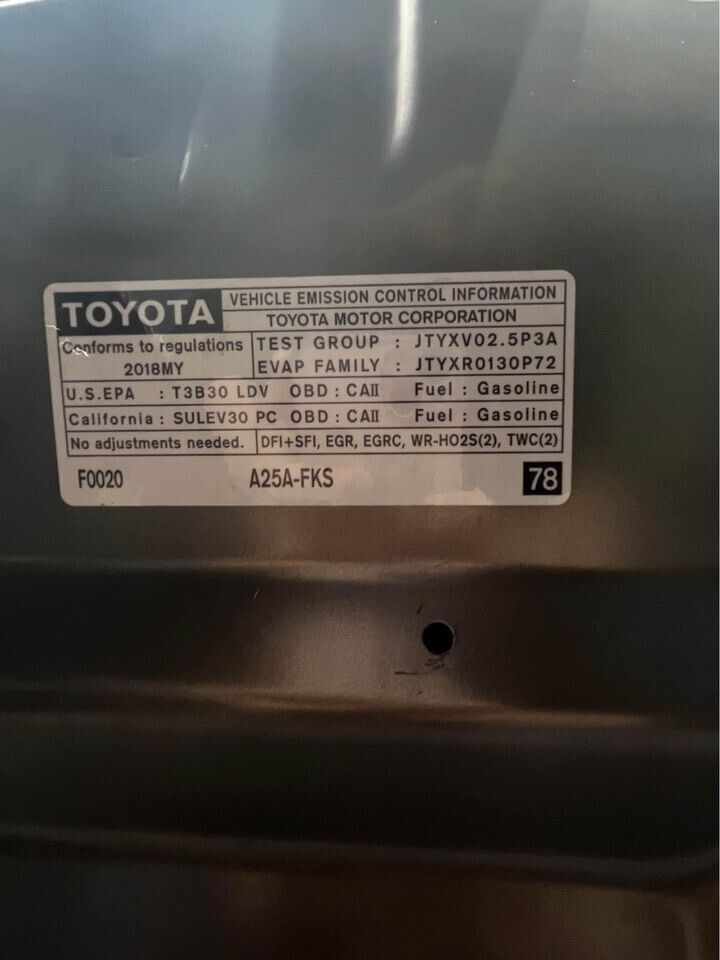 TOYOTA VEHICLE EMISSION CONTROL INFORMATION
TOYOTA MOTOR CORPORATION
Conforms to regulations
2018MY
TEST GROUP : JTYXV02.5P3A
EVAP FAMILY : JTYXR0130P72
U.S.EPA : T3B30 LDV OBD : CAII Fuel : Gasoline
California : SULEV30 PC OBD : CAII Fuel : Gasoline
No adjustments needed. DFI+SFI, EGR, EGRC, WR-HO2S(2), TWC(2)
F0020 A25A-FKS 78